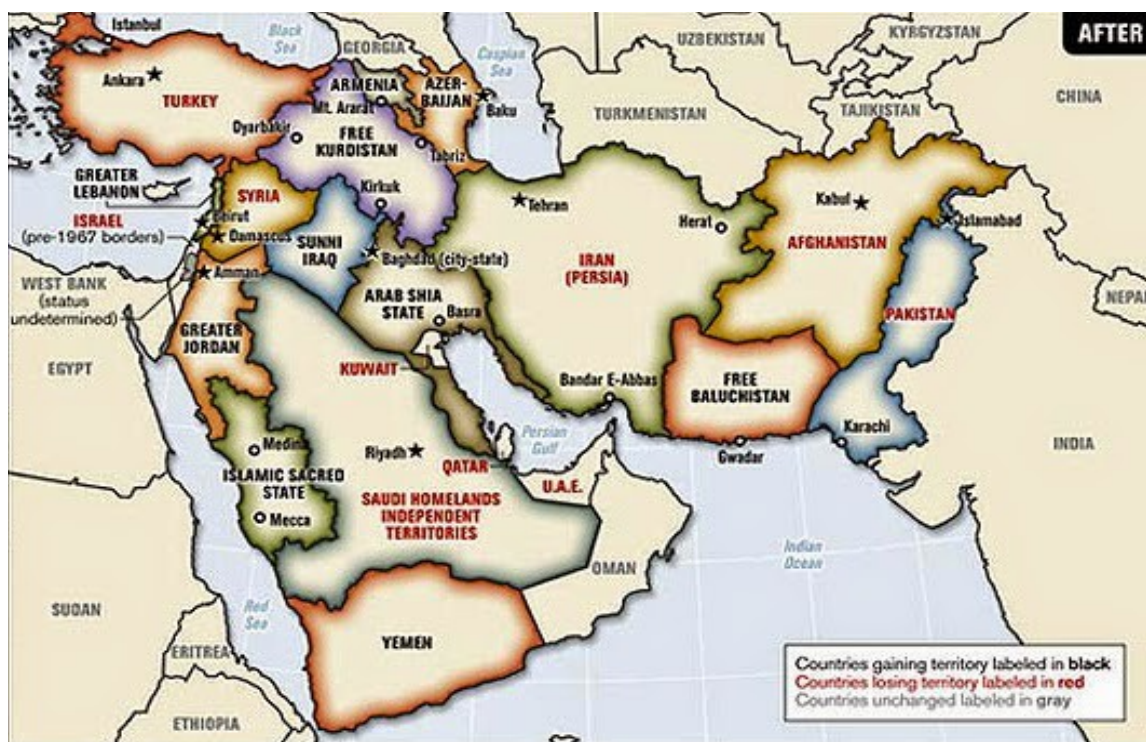 AFTER
Istanbul
Black
Sea
GEORGIA
Caspian
Sea
UZBEKISTAN
KYRGYZSTAN
Ankara
TURKEY
ARMENIA
Mt. Ararat
AZER-
BAIJAN
Baku
TURKMENISTAN
TAJIKISTAN
CHINA
Dyarbakir
FREE
KURDISTAN
Tabriz
GREATER
LEBANON
SYRIA
Kirkuk
Tehran
Herat
Kabul
Islamabad
ISRAEL
(pre-1967 borders)
Beirut
Damascus
SUNNI
IRAQ
Baghdad (city-state)
IRAN
(PERSIA)
AFGHANISTAN
WEST BANK
(status
undetermined)
Amman
ARAB SHIA
STATE
Basra
PAKISTAN
NEPA
GREATER
JORDAN
EGYPT
KUWAIT
Bandar E-Abbas
FREE
BALUCHISTAN
Karachi
Gwadar
INDIA
Medina
ISLAMIC SACRED
STATE
Mecca
Riyadh
Persian
Gulf
QATAR
U.A.E.
SAUDI HOMELANDS
INDEPENDENT
TERRITORIES
OMAN
Indian
Ocean
SUDAN
Red
Sea
YEMEN
ERITREA
ETHIOPIA
Countries gaining territory labeled in black
Countries losing territory labeled in red
Countries unchanged labeled in gray